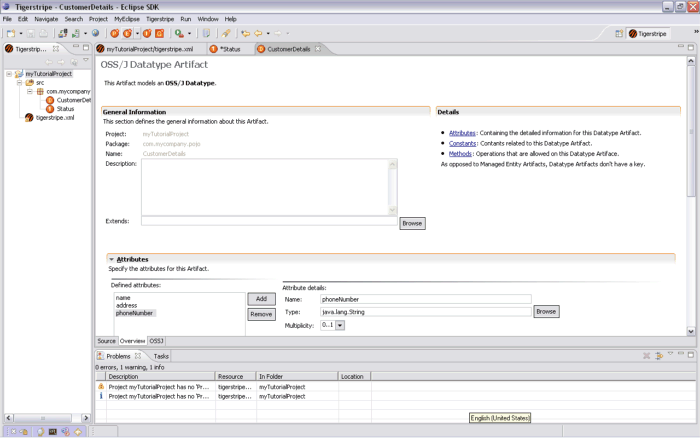 Tigerstripe - CustomerDetails - Eclipse SDK
File Edit Navigate Search Project MyEclipse Tigerstripe Run Window Help
Tigerstripe
Tigerstrip...
myTutorialProject/tigerstripe.xml
*Status
CustomerDetails
myTutorialProject
src
com.mycompany
CustomerDet
Status
tigerstripe.xml
OSS/J Datatype Artifact
This Artifact models an OSS/J Datatype.
General Information
This section defines the general information about this Artifact.
Project: myTutorialProject
Package: com.mycompany.pojo
Name: CustomerDetails
Description:
Extends: Browse
Details
Attributes: Containing the detailed information for this Datatype Artifact.
Constants: Contants related to this Datatype Artifact.
Methods: Operations that are allowed on this Datatype Artiface.
As opposed to Managed Entity Artifacts, Datatype Artifacts don't have a key.
Attributes
Specify the attributes for this Artifact.
Defined attributes:
name
address
phoneNumber
Add
Remove
Attribute details:
Name: phoneNumber
Type: java.lang.String Browse
Multiplicity: 0..1
Source Overview OSSJ
Problems Tasks
0 errors, 1 warning, 1 info
Description Resource In Folder Location
Project myTutorialProject has no 'Pr... tigerstripe... myTutorialProject
Project myTutorialProject has no 'Pr... tigerstripe... myTutorialProject
English (United States)